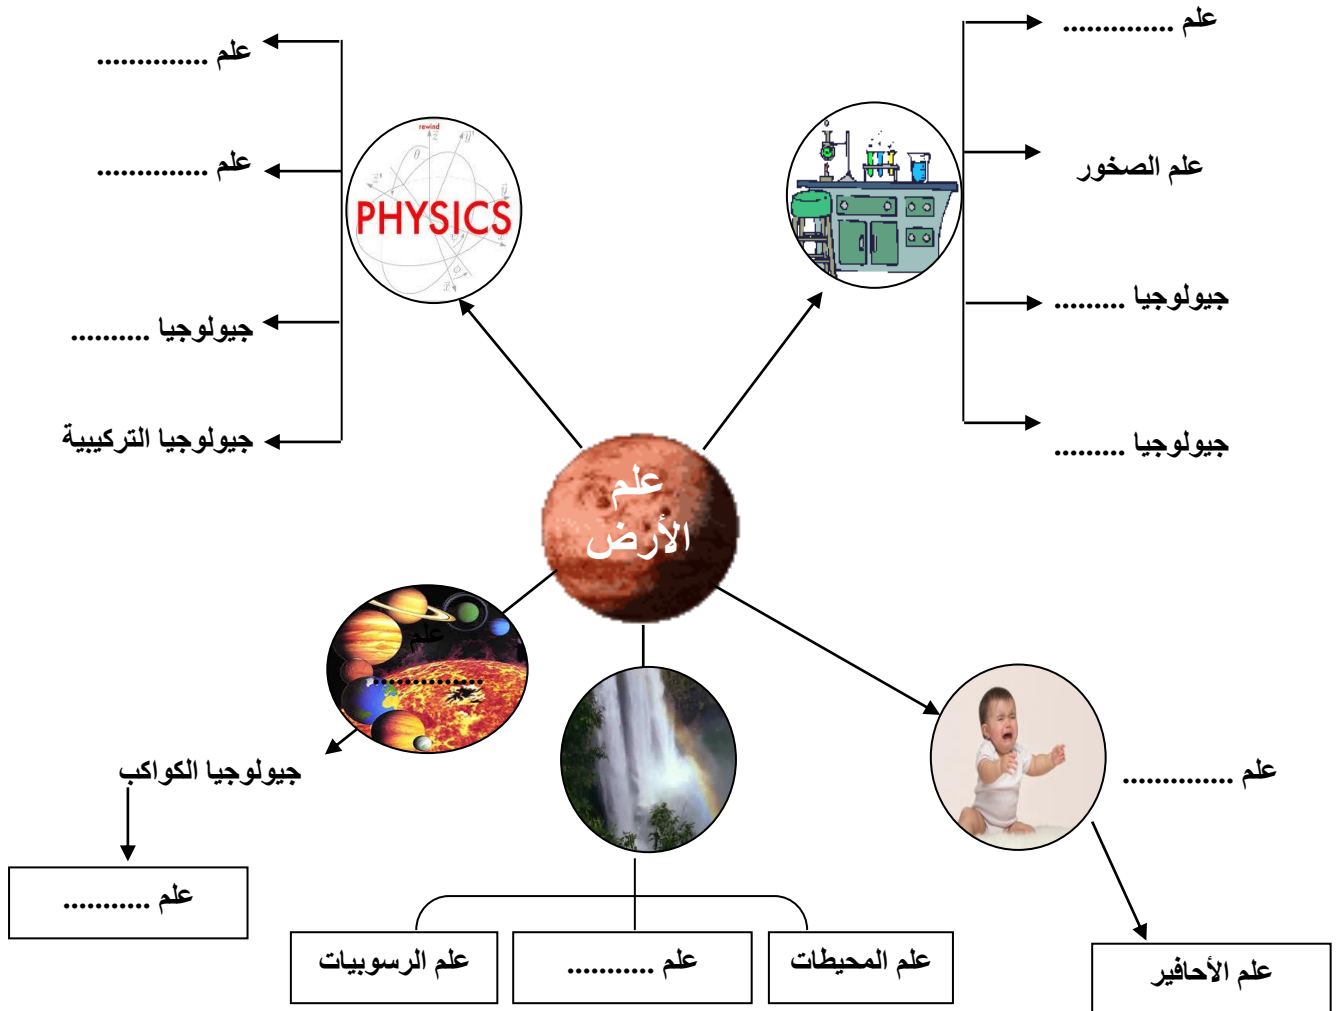 علم ..............
علم الصخور
جيولوجيا .........
جيولوجيا .........
علم ..............
علم ..............
جيولوجيا ..........
جيولوجيا التركيبية
rewind
PHYSICS
علم
الأرض
علم
..............
جيولوجيا الكواكب
علم ...........
علم ..............
علم الأحافير
علم المحيطات
علم ...........
علم الرسوبيات